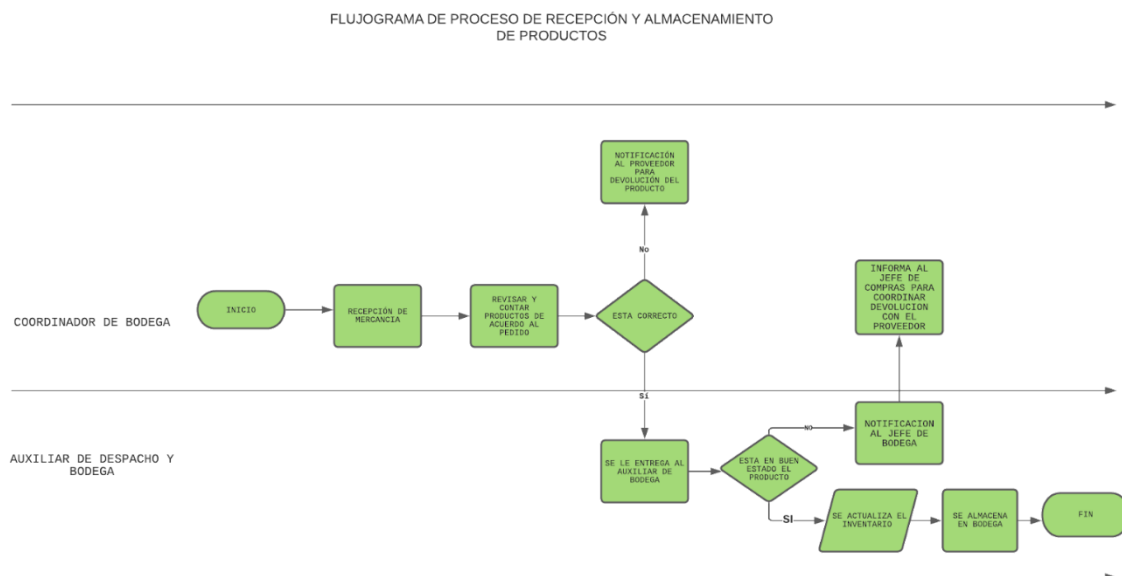 FLUJOGRAMA DE PROCESO DE RECEPCIÓN Y ALMACENAMIENTO
DE PRODUCTOS
NOTIFICACIÓN
AL PROVEEDOR
PARA
DEVOLUCIÓN DEL
PRODUCTO
No
INFORMA AL
JEFE DE
COMPRAS PARA
COORDINAR
DEVOLUCION
CON EL
PROVEEDOR
COORDINADOR DE BODEGA
INICIO
RECEPCIÓN DE
MERCANCIA
REVISAR Y
CONTAR
PRODUCTOS DE
ACUERDO AL
PEDIDO
ESTA CORRECTO
Sí
AUXILIAR DE DESPACHO Y
BODEGA
SE LE ENTREGA AL
AUXILIAR DE
BODEGA
ESTA EN BUEN
ESTADO EL
PRODUCTO
NO
NOTIFICACION
AL JEFE DE
BODEGA
SI
SE ACTUALIZA EL
INVENTARIO
SE ALMACENA
EN BODEGA
FIN